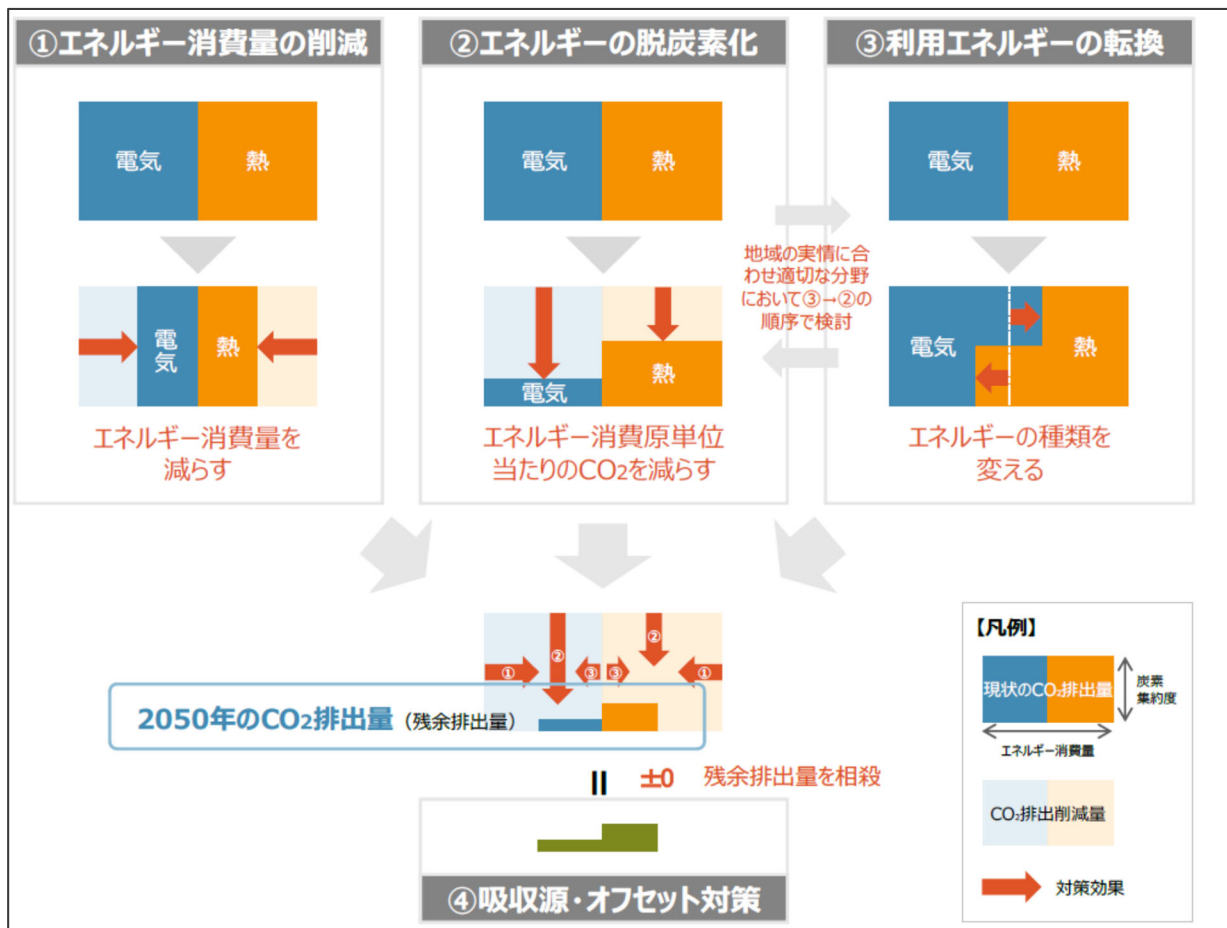 ①エネルギー消費量の削減
電気
熱
電気
熱
エネルギー消費量を
減らす
②エネルギーの脱炭素化
電気
熱
電気
熱
エネルギー消費原単位
当たりのCO₂を減らす
地域の実情に合
わせ適切な分野
において③→②の
順序で検討
③利用エネルギーの転換
電気
熱
電気
熱
エネルギーの種類を
変える
①
②
③
③
②
①
2050年のCO₂排出量（残余排出量）
=
±0 残余排出量を相殺
④吸収源・オフセット対策
【凡例】
現状のCO₂排出量
炭素
集約度
エネルギー消費量
CO₂排出削減量
対策効果